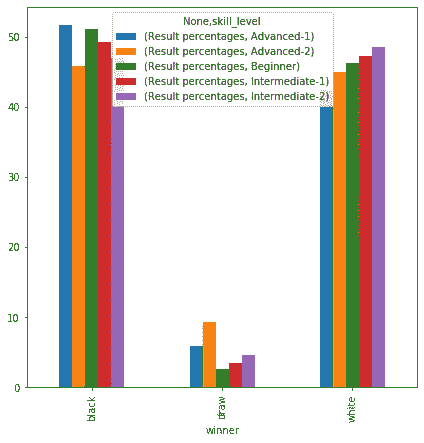 None,skill_level
(Result percentages, Advanced-1)
(Result percentages, Advanced-2)
(Result percentages, Beginner)
(Result percentages, Intermediate-1)
(Result percentages, Intermediate-2)
50
40
30
20
10
0
black
draw
white
winner